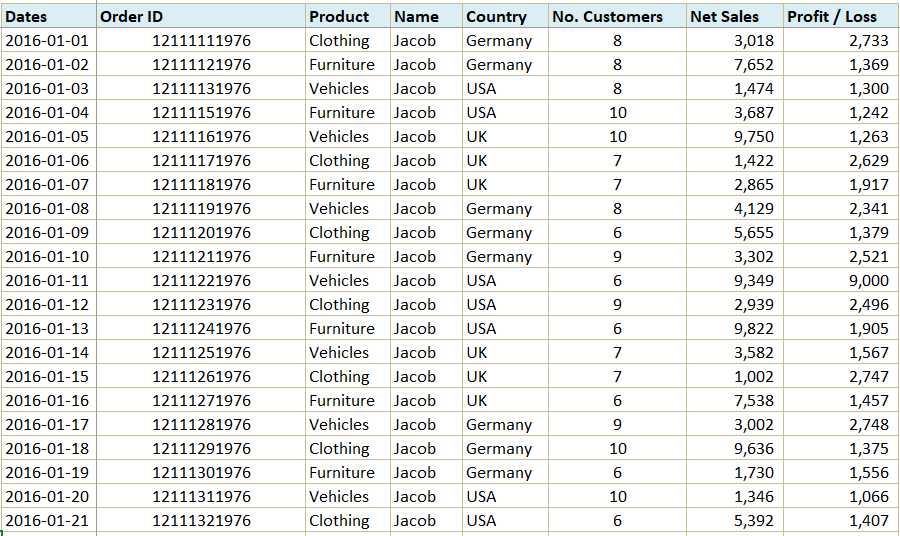 Dates Order ID Product Name Country No. Customers Net Sales Profit / Loss
2016-01-01 12111111976 Clothing Jacob Germany 8 3,018 2,733
2016-01-02 12111121976 Furniture Jacob Germany 8 7,652 1,369
2016-01-03 12111131976 Vehicles Jacob USA 8 1,474 1,300
2016-01-04 12111151976 Furniture Jacob USA 10 3,687 1,242
2016-01-05 12111161976 Vehicles Jacob UK 10 9,750 1,263
2016-01-06 12111171976 Clothing Jacob UK 7 1,422 2,629
2016-01-07 12111181976 Furniture Jacob UK 7 2,865 1,917
2016-01-08 12111191976 Vehicles Jacob Germany 8 4,129 2,341
2016-01-09 12111201976 Clothing Jacob Germany 6 5,655 1,379
2016-01-10 12111211976 Furniture Jacob Germany 9 3,302 2,521
2016-01-11 12111221976 Vehicles Jacob USA 6 9,349 9,000
2016-01-12 12111231976 Clothing Jacob USA 9 2,939 2,496
2016-01-13 12111241976 Furniture Jacob USA 6 9,822 1,905
2016-01-14 12111251976 Vehicles Jacob UK 7 3,582 1,567
2016-01-15 12111261976 Clothing Jacob UK 7 1,002 2,747
2016-01-16 12111271976 Furniture Jacob UK 6 7,538 1,457
2016-01-17 12111281976 Vehicles Jacob Germany 9 3,002 2,748
2016-01-18 12111291976 Clothing Jacob Germany 10 9,636 1,375
2016-01-19 12111301976 Furniture Jacob Germany 6 1,730 1,556
2016-01-20 12111311976 Vehicles Jacob USA 10 1,346 1,066
2016-01-21 12111321976 Clothing Jacob USA 6 5,392 1,407